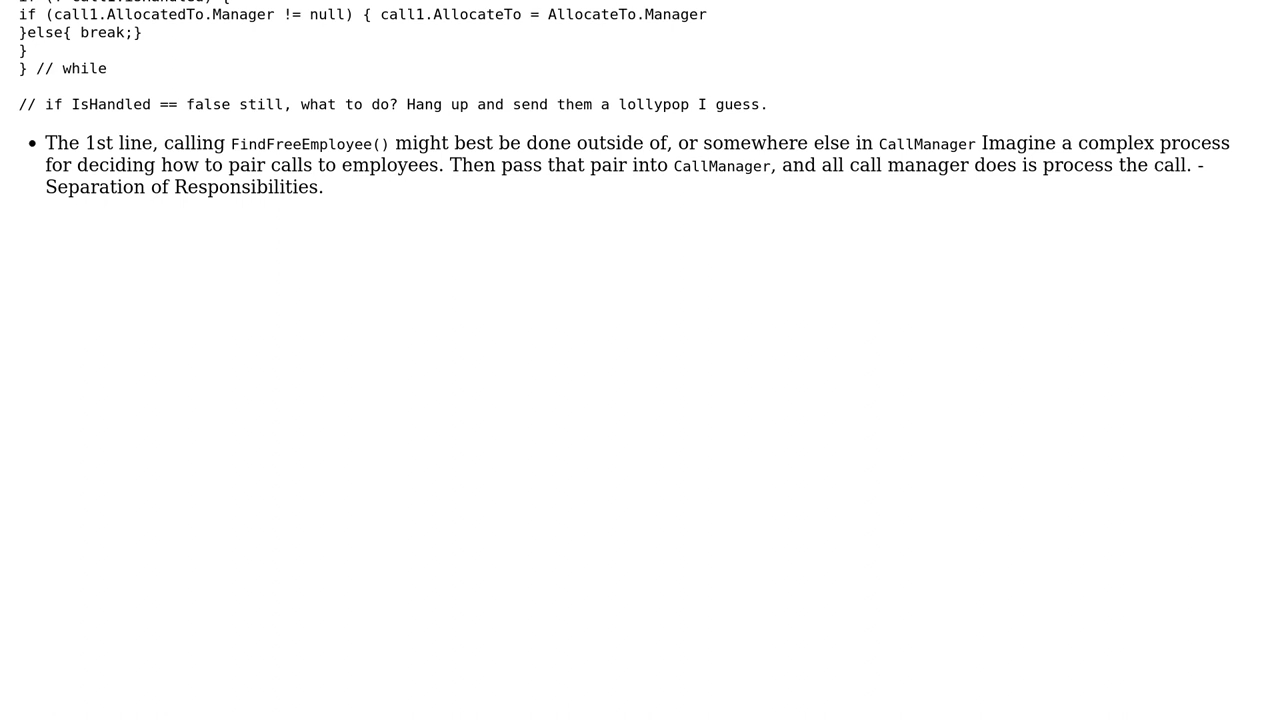 if (call1.AllocatedTo.Manager != null) { call1.AllocateTo = AllocateTo.Manager
}else{ break;}
}
} // while
// if IsHandled == false still, what to do? Hang up and send them a lollypop I guess.
• The 1st line, calling FindFreeEmployee() might best be done outside of, or somewhere else in CallManager Imagine a complex process
for deciding how to pair calls to employees. Then pass that pair into CallManager, and all call manager does is process the call. -
Separation of Responsibilities.